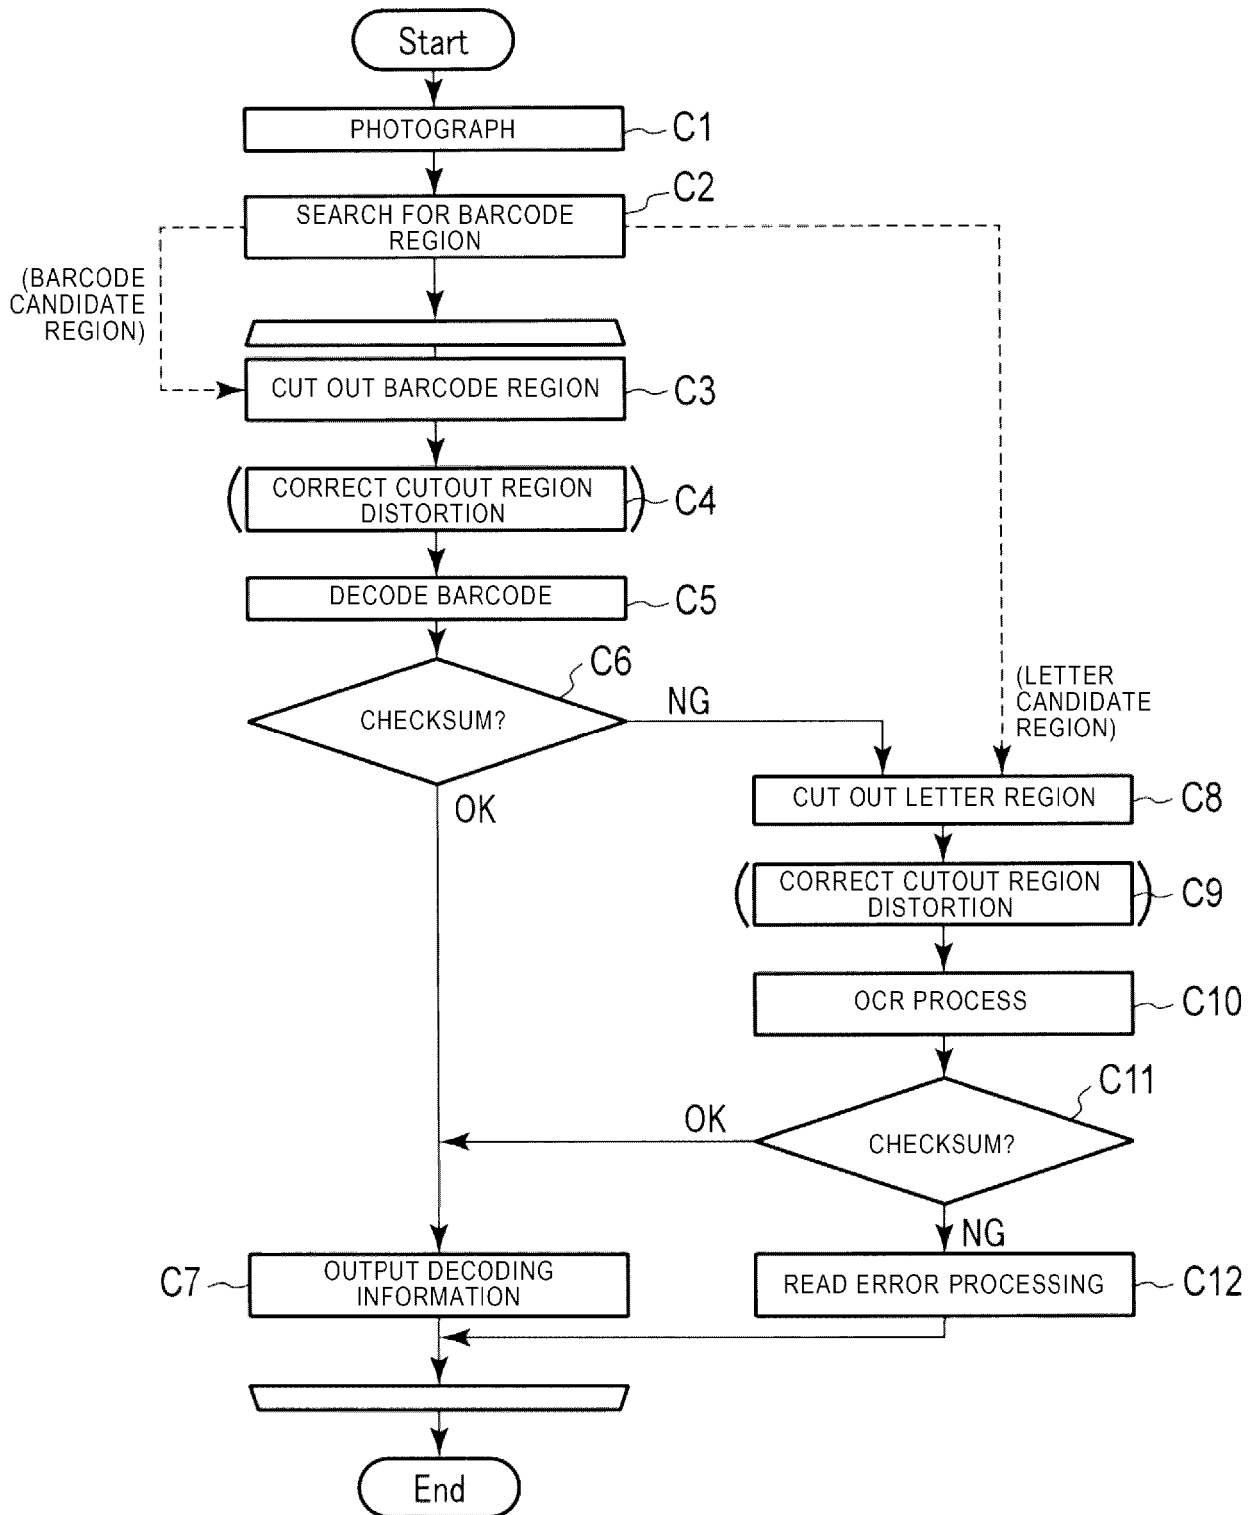 Start
PHOTOGRAPH
C1
SEARCH FOR BARCODE
REGION
C2
(BARCODE
CANDIDATE
REGION)
CUT OUT BARCODE REGION
C3
CORRECT CUTOUT REGION
DISTORTION
C4
DECODE BARCODE
C5
C6
CHECKSUM?
NG
OK
(LETTER
CANDIDATE
REGION)
CUT OUT LETTER REGION
C8
CORRECT CUTOUT REGION
DISTORTION
C9
OCR PROCESS
C10
C11
CHECKSUM?
OK
NG
C7
OUTPUT DECODING
INFORMATION
READ ERROR PROCESSING
C12
End